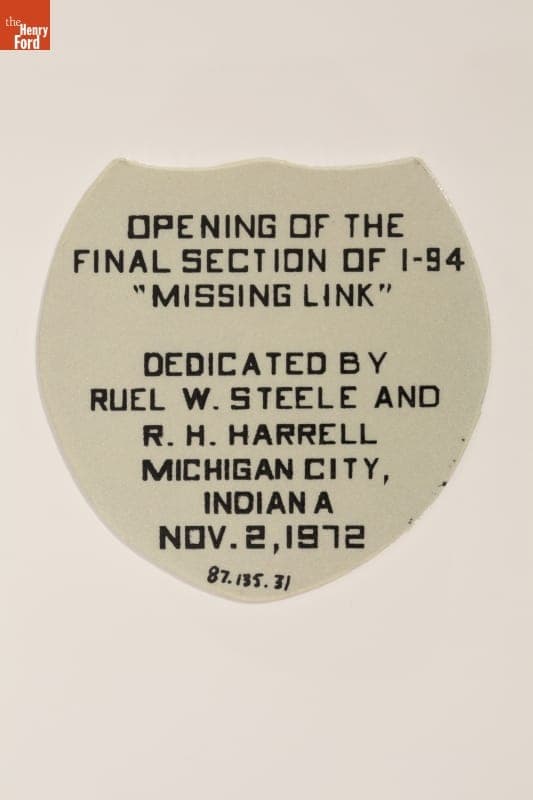 the
Henry
Ford
OPENING OF THE
FINAL SECTION OF I-94
"MISSING LINK"
DEDICATED BY
RUEL W. STEELE AND
R. H. HARRELL
MICHIGAN CITY,
INDIANA
NOV. 2, 1972
87.135.31